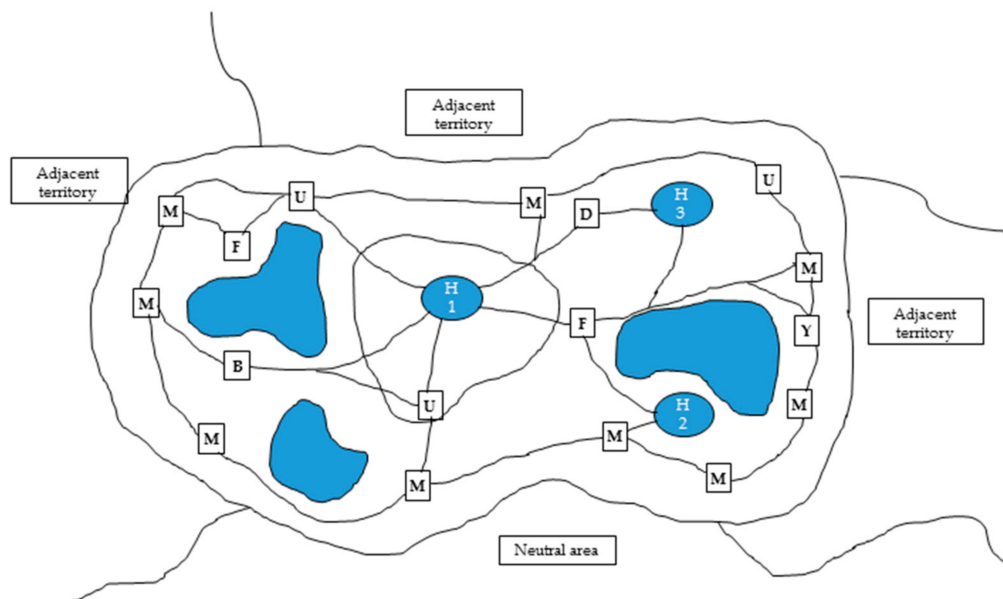 Adjacent
territory
Adjacent
territory
U
H
3
M
U
M
D
F
M
M
H
1
Adjacent
territory
F
Y
B
U
M
H
2
M
M
M
M
Neutral area